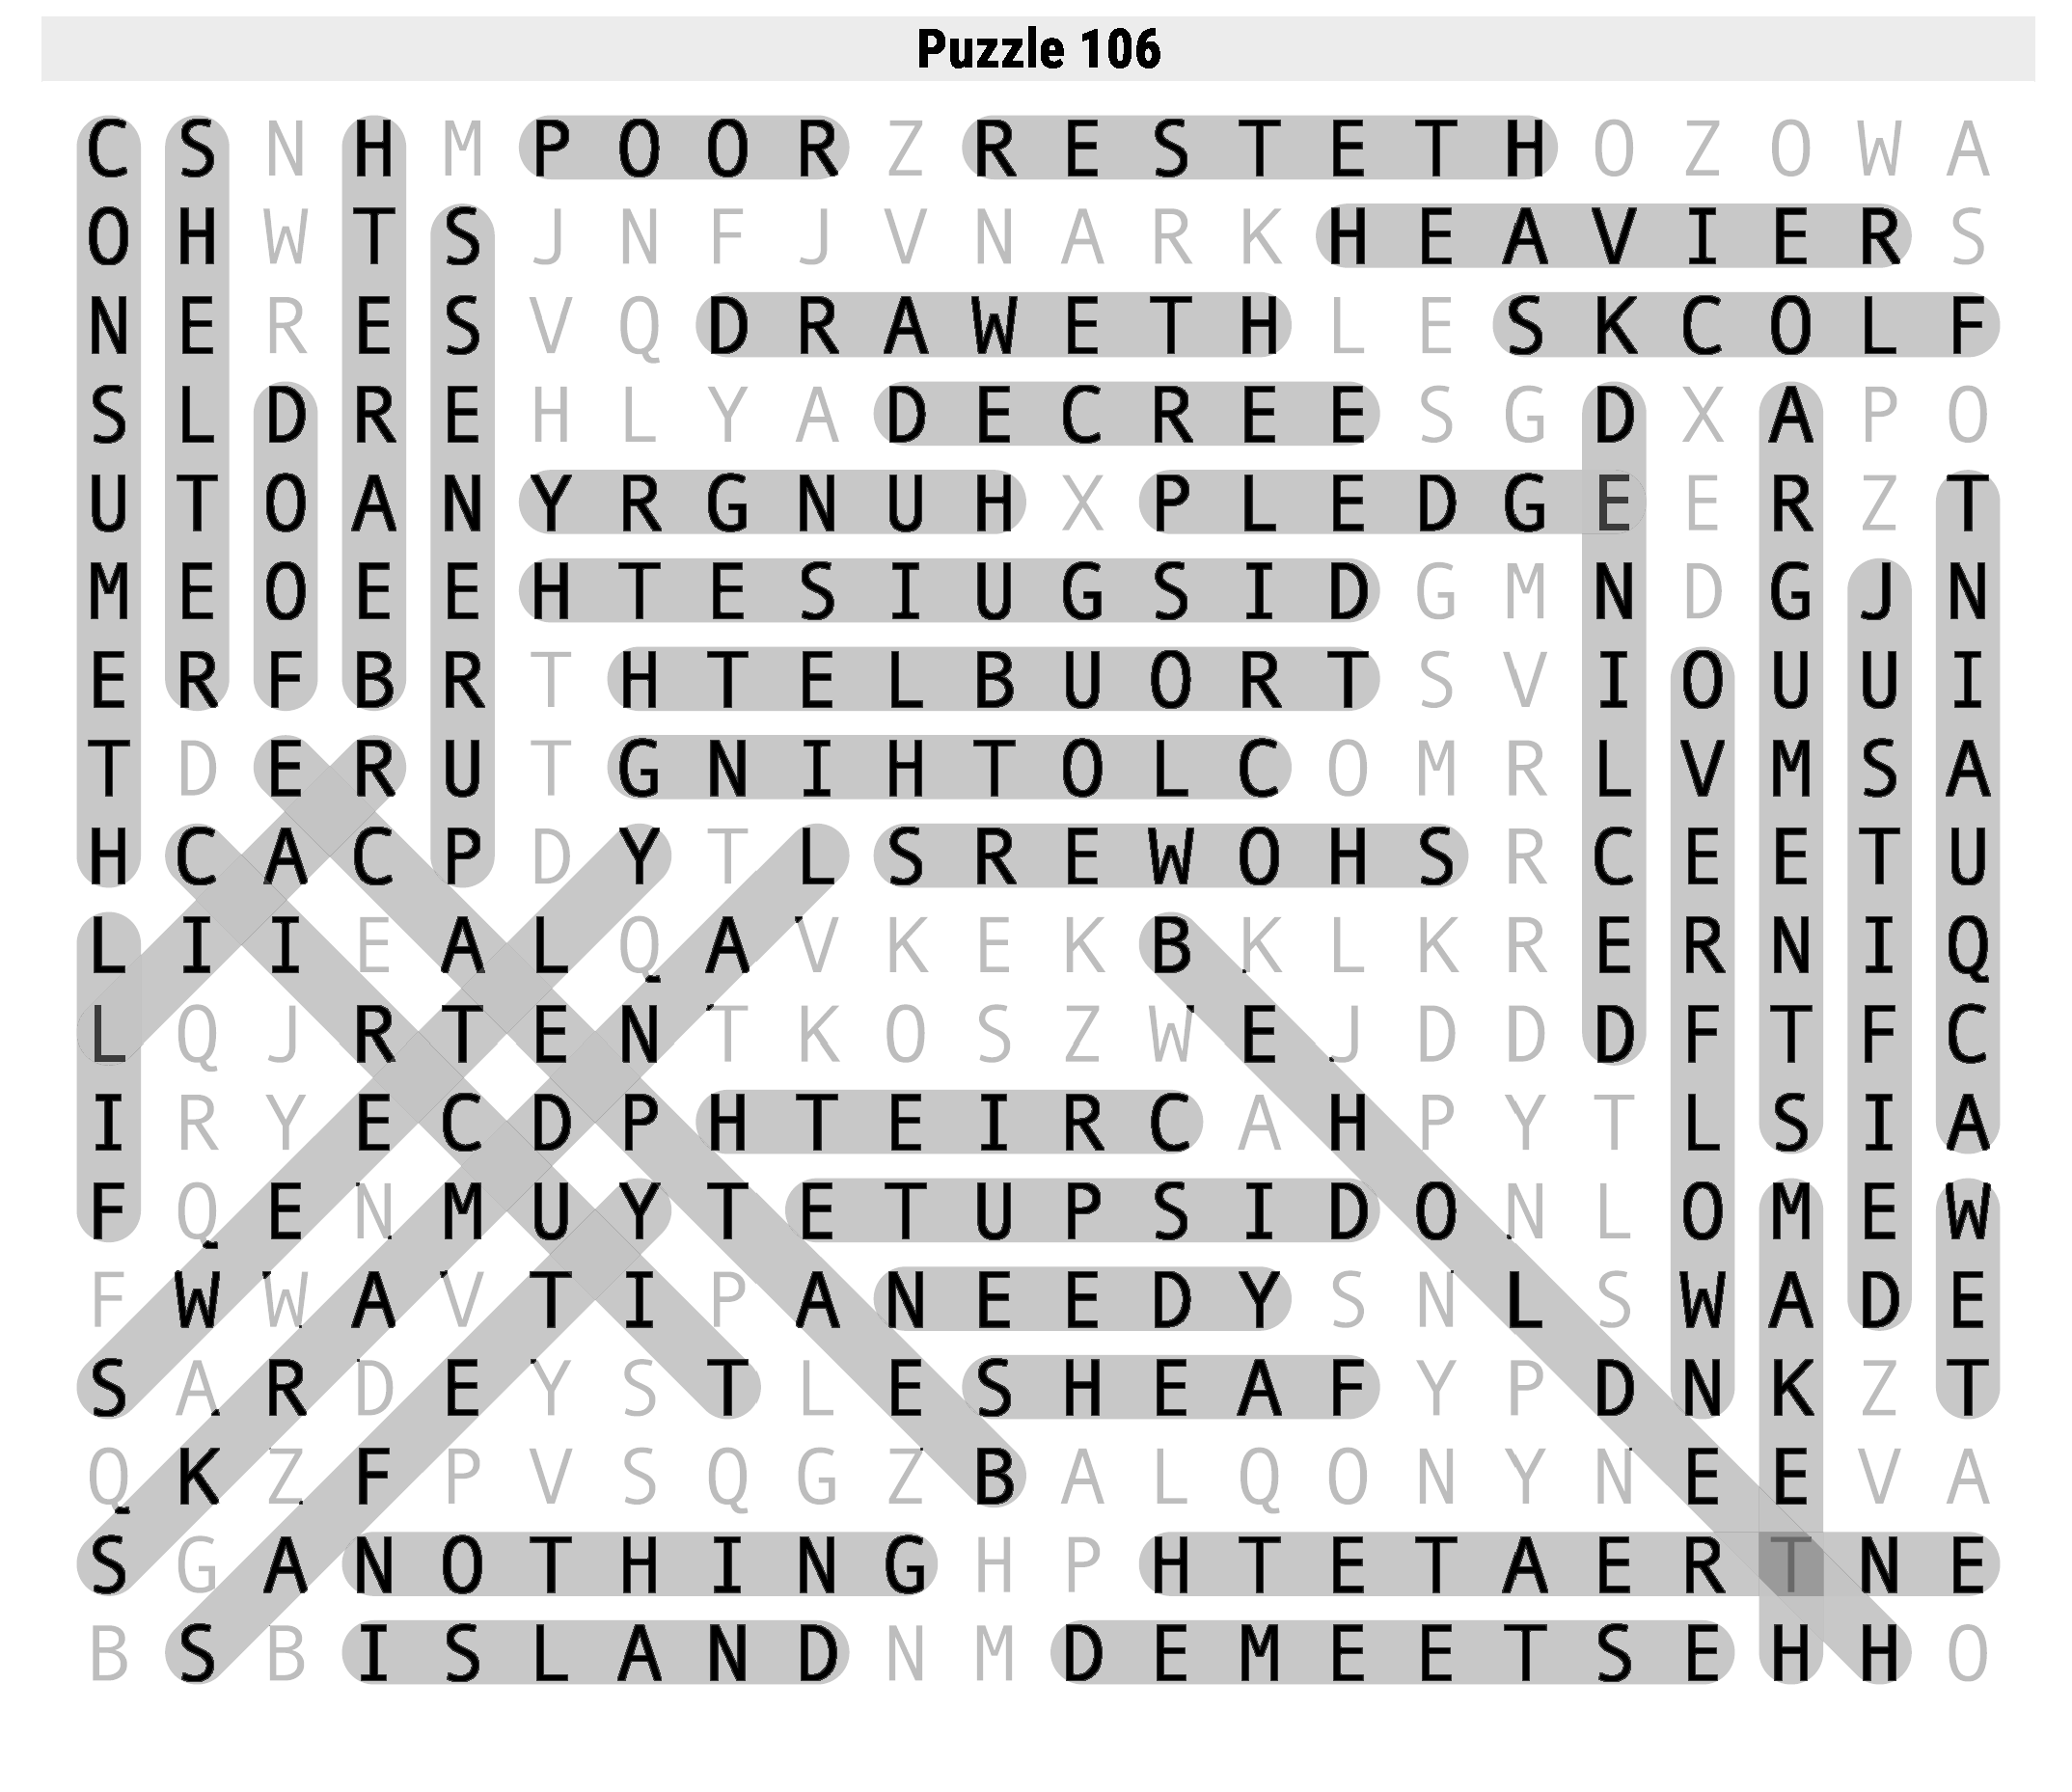 Puzzle 106
C S N H M P O O R Z R E S T E T H O Z O W A
O H W T S J N F J V N A R K H E A V I E R S
N E R E S V Q D R A W E T H L E S K C O L F
S L D R E H L Y A D E C R E E S G D X A P O
U T O A N Y R G N U H X P L E D G E E R Z T
M E O E E H T E S I U G S I D G M N D G J N
E R F B R T H T E L B U O R T S V I O U U I
T D E R U T G N I H T O L C O M R L V M S A
H C A C P D Y T L S R E W O H S R C E E T U
L I I E A L Q A V K E K B K L K R E R N I Q
L Q J R T E N T K O S Z W E J D D D F T F C
I R Y E C D P H T E I R C A H P Y T L S I A
F Q E N M U Y T E T U P S I D O N L O M E W
F W W A V T I P A N E E D Y S N L S W A D E
S A R D E Y S T L E S H E A F Y P D N K Z T
Q K Z F P V S Q G Z B A L Q O N Y N E E V A
S G A N O T H I N G H P H T E T A E R T N E
B S B I S L A N D N M D E M E E T S E H H O